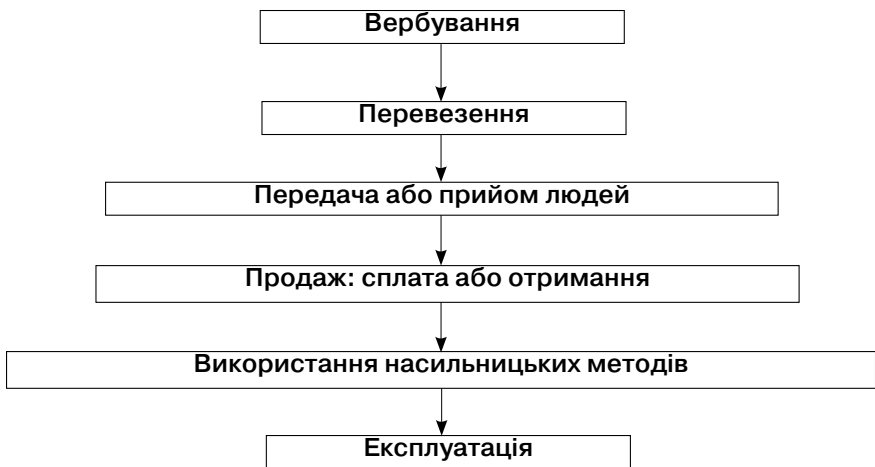 Вербування
Перевезення
Передача або прийом людей
Продаж: сплата або отримання
Використання насильницьких методів
Експлуатація